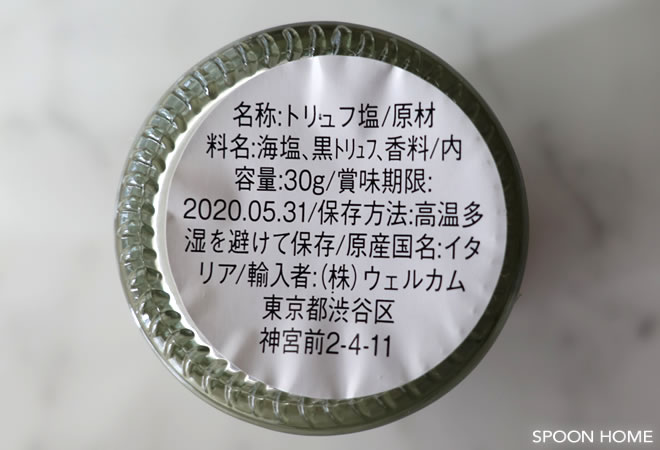 名称:トリュフ塩/原材
料名:海塩、黒トリュフ、香料/内
容量:30g/賞味期限:
2020.05.31/保存方法:高温多
湿を避けて保存/原産国名:イタ
リア/輸入者:(株)ウェルカム
東京都渋谷区
神宮前2-4-11
SPOON HOME